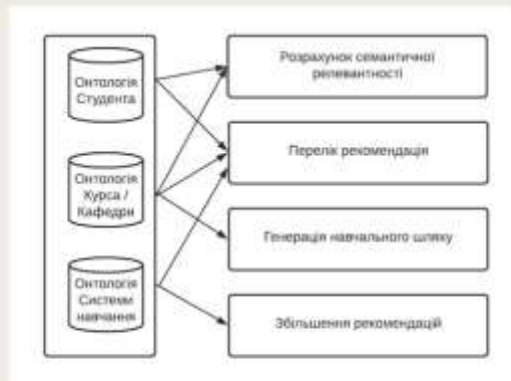 Онтологія
Студента
Онтологія
Курса /
Кафедри
Онтологія
Системи
навчання
Розрахунок семантичної
релевантності
Перелік рекомендація
Генерація навчального шляху
Збільшення рекомендацій